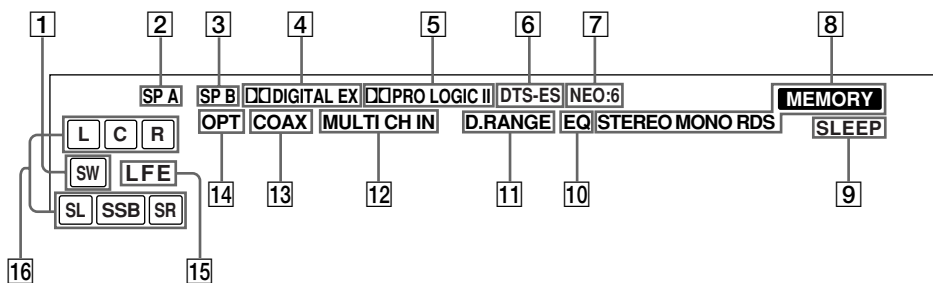 1 2 3 4 5 6 7 8
SP A SP B DIGITAL EX PRO LOGIC II DTS-ES NEO:6 MEMORY
OPT COAX MULTI CH IN D.RANGE EQ STEREO MONO RDS SLEEP
L C R
SW LFE
SL SSB SR
14 13 12 11 10 9
16 15